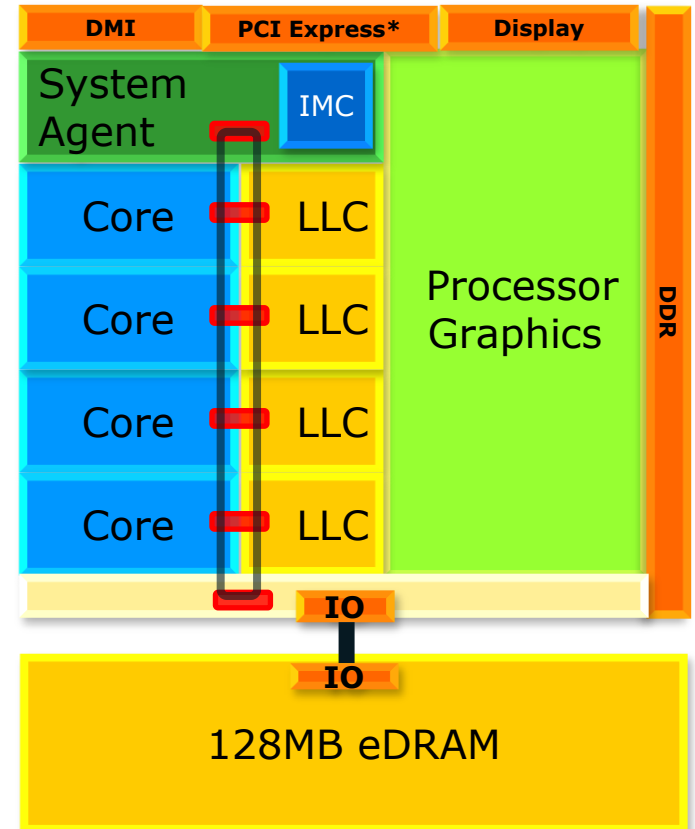 DMI
PCI Express*
Display
System
Agent
IMC
Core
LLC
Core
LLC
Core
LLC
Core
LLC
Processor
Graphics
DDR
IO
IO
128MB eDRAM